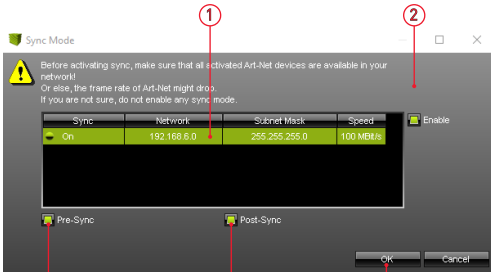 1
2
Sync Mode
Before activating sync, make sure that all activated Art-Net devices are available in your
network!
Or else, the frame rate of Art-Net might drop.
If you are not sure, do not enable any sync mode.
Sync Network Subnet Mask Speed
Enable
On 192.168.6.0 255.255.255.0 100 MBit/s
Pre-Sync Post-Sync
OK Cancel